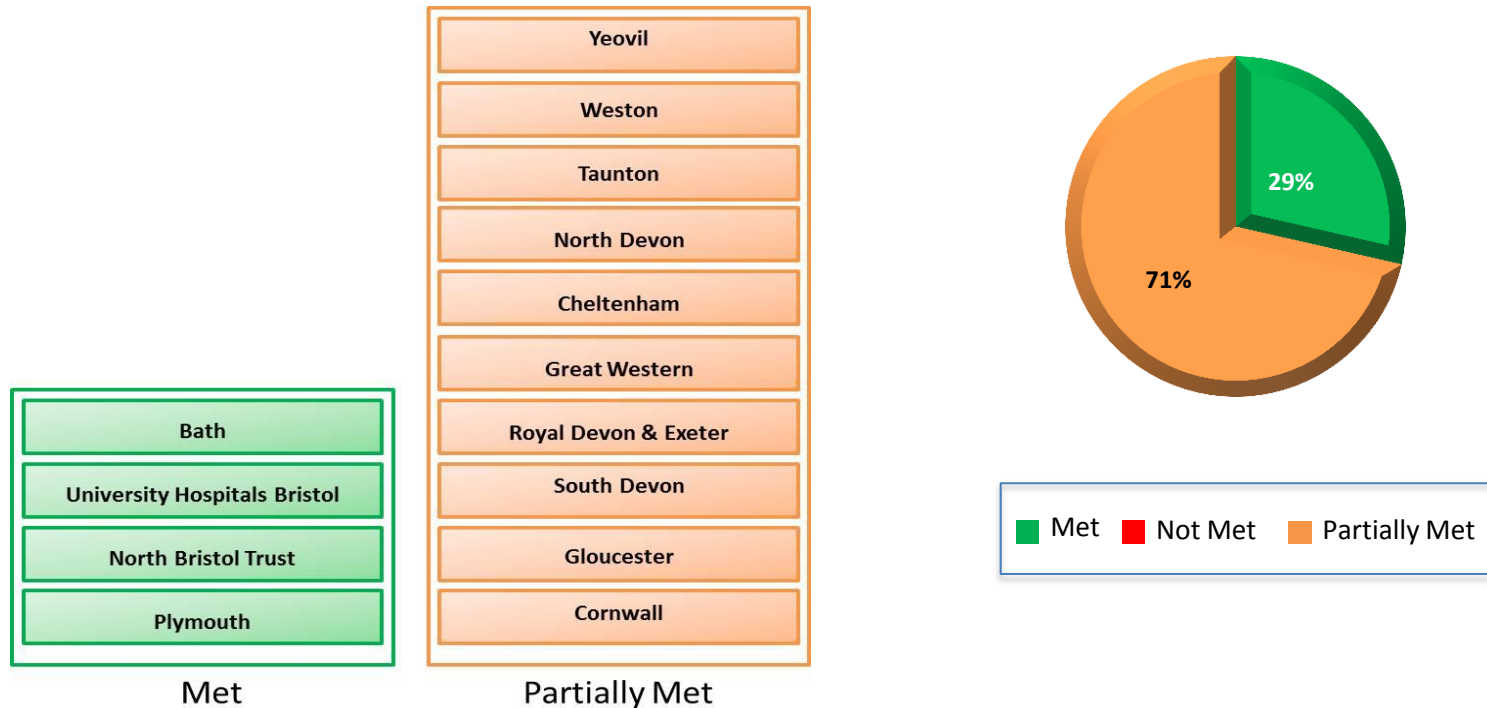 Bath
University Hospitals Bristol
North Bristol Trust
Plymouth
Met
Yeovil
Weston
Taunton
North Devon
Cheltenham
Great Western
Royal Devon & Exeter
South Devon
Gloucester
Cornwall
Partially Met
29%
71%
Met Not Met Partially Met